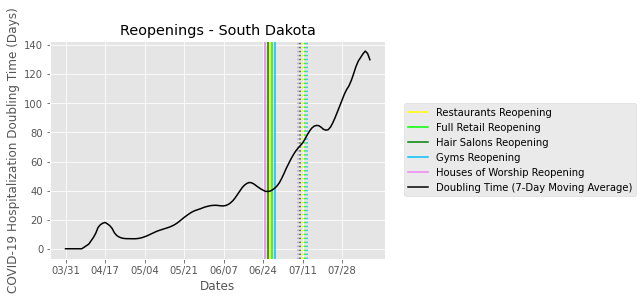 Reopenings - South Dakota
COVID-19 Hospitalization Doubling Time (Days)
140
120
100
80
60
40
20
0
03/31 04/17 05/04 05/21 06/07 06/24 07/11 07/28
Dates
Restaurants Reopening
Full Retail Reopening
Hair Salons Reopening
Gyms Reopening
Houses of Worship Reopening
Doubling Time (7-Day Moving Average)